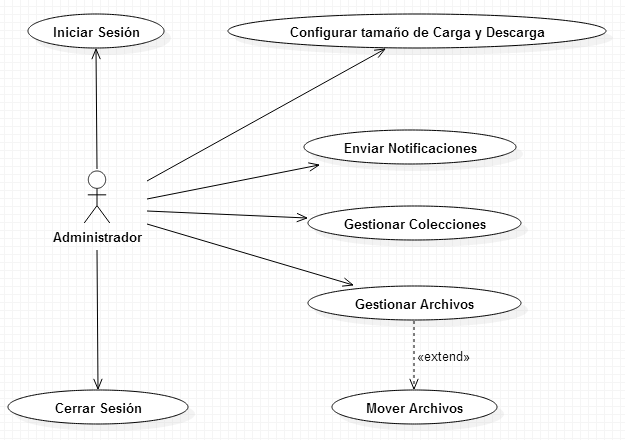 Iniciar Sesión
Configurar tamaño de Carga y Descarga
Enviar Notificaciones
Gestionar Colecciones
Administrador
Gestionar Archivos
«extend»
Cerrar Sesión
Mover Archivos